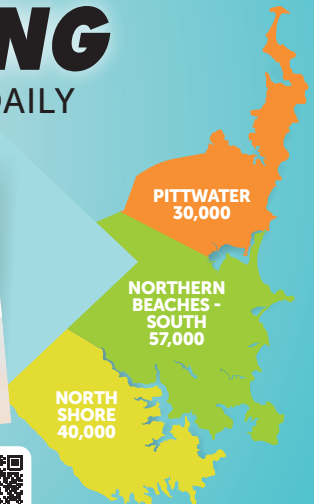 NG
DAILY
PITTWATER
30,000
NORTHERN
BEACHES -
SOUTH
57,000
NORTH
SHORE
40,000